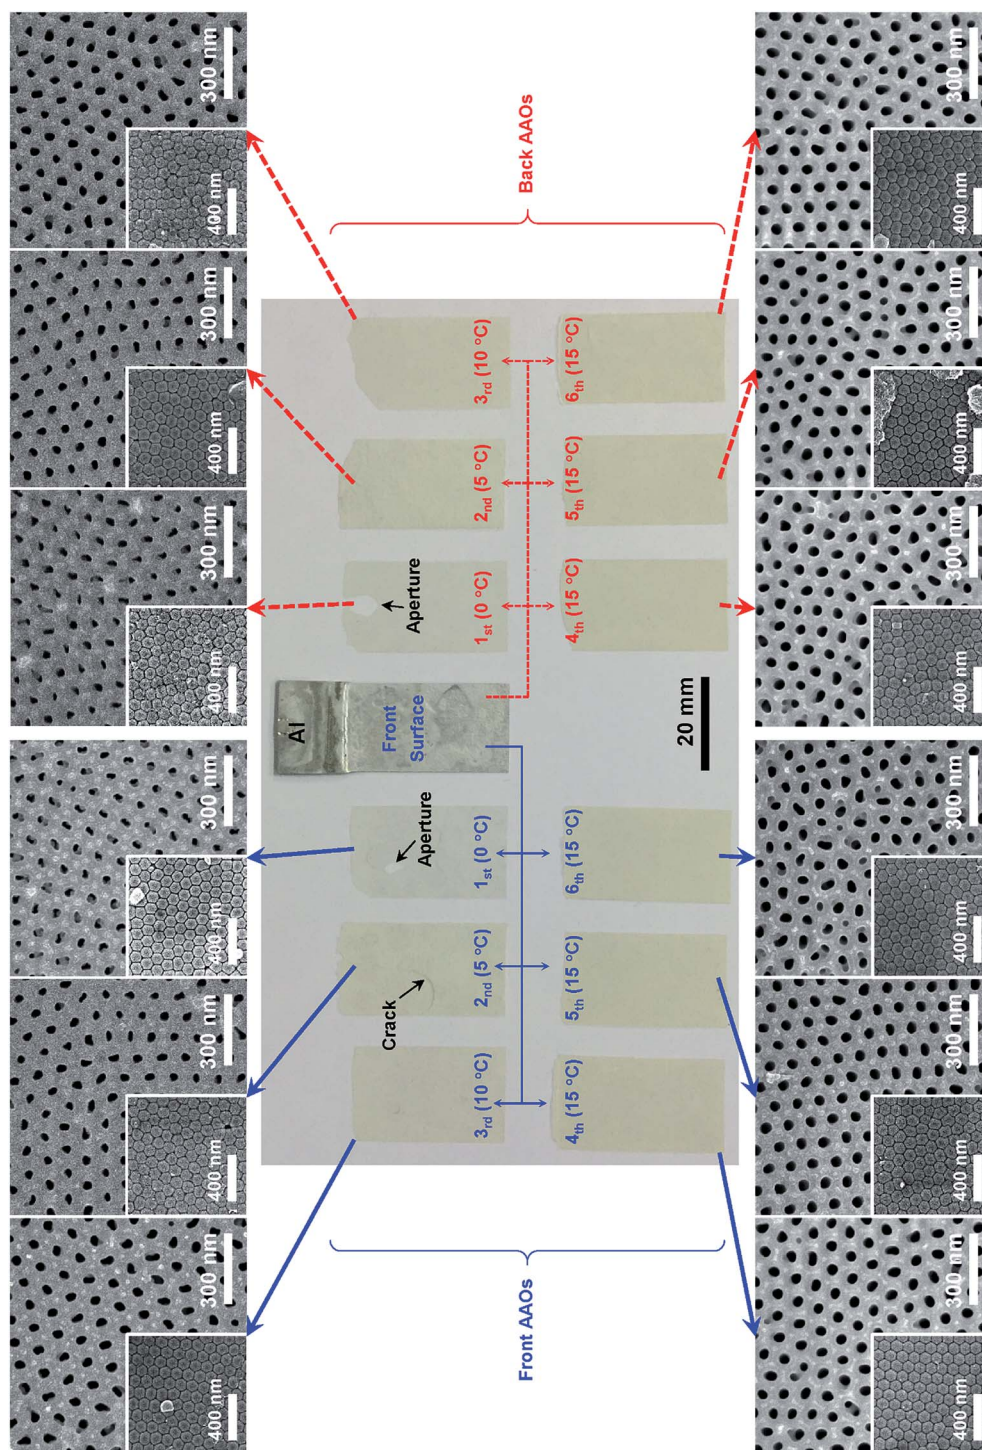 400 nm 300 nm
400 nm 300 nm
400 nm 300 nm
400 nm 300 nm
400 nm 300 nm
400 nm 300 nm
Al
Front
Surface
Crack
Aperture
Aperture
3rd (10 °C)
2nd (5 °C)
1st (0 °C)
1st (0 °C)
2nd (5 °C)
3rd (10 °C)
Front AAOs
Back AAOs
4th (15 °C)
5th (15 °C)
6th (15 °C)
4th (15 °C)
5th (15 °C)
6th (15 °C)
20 mm
400 nm 300 nm
400 nm 300 nm
400 nm 300 nm
400 nm 300 nm
400 nm 300 nm
400 nm 300 nm